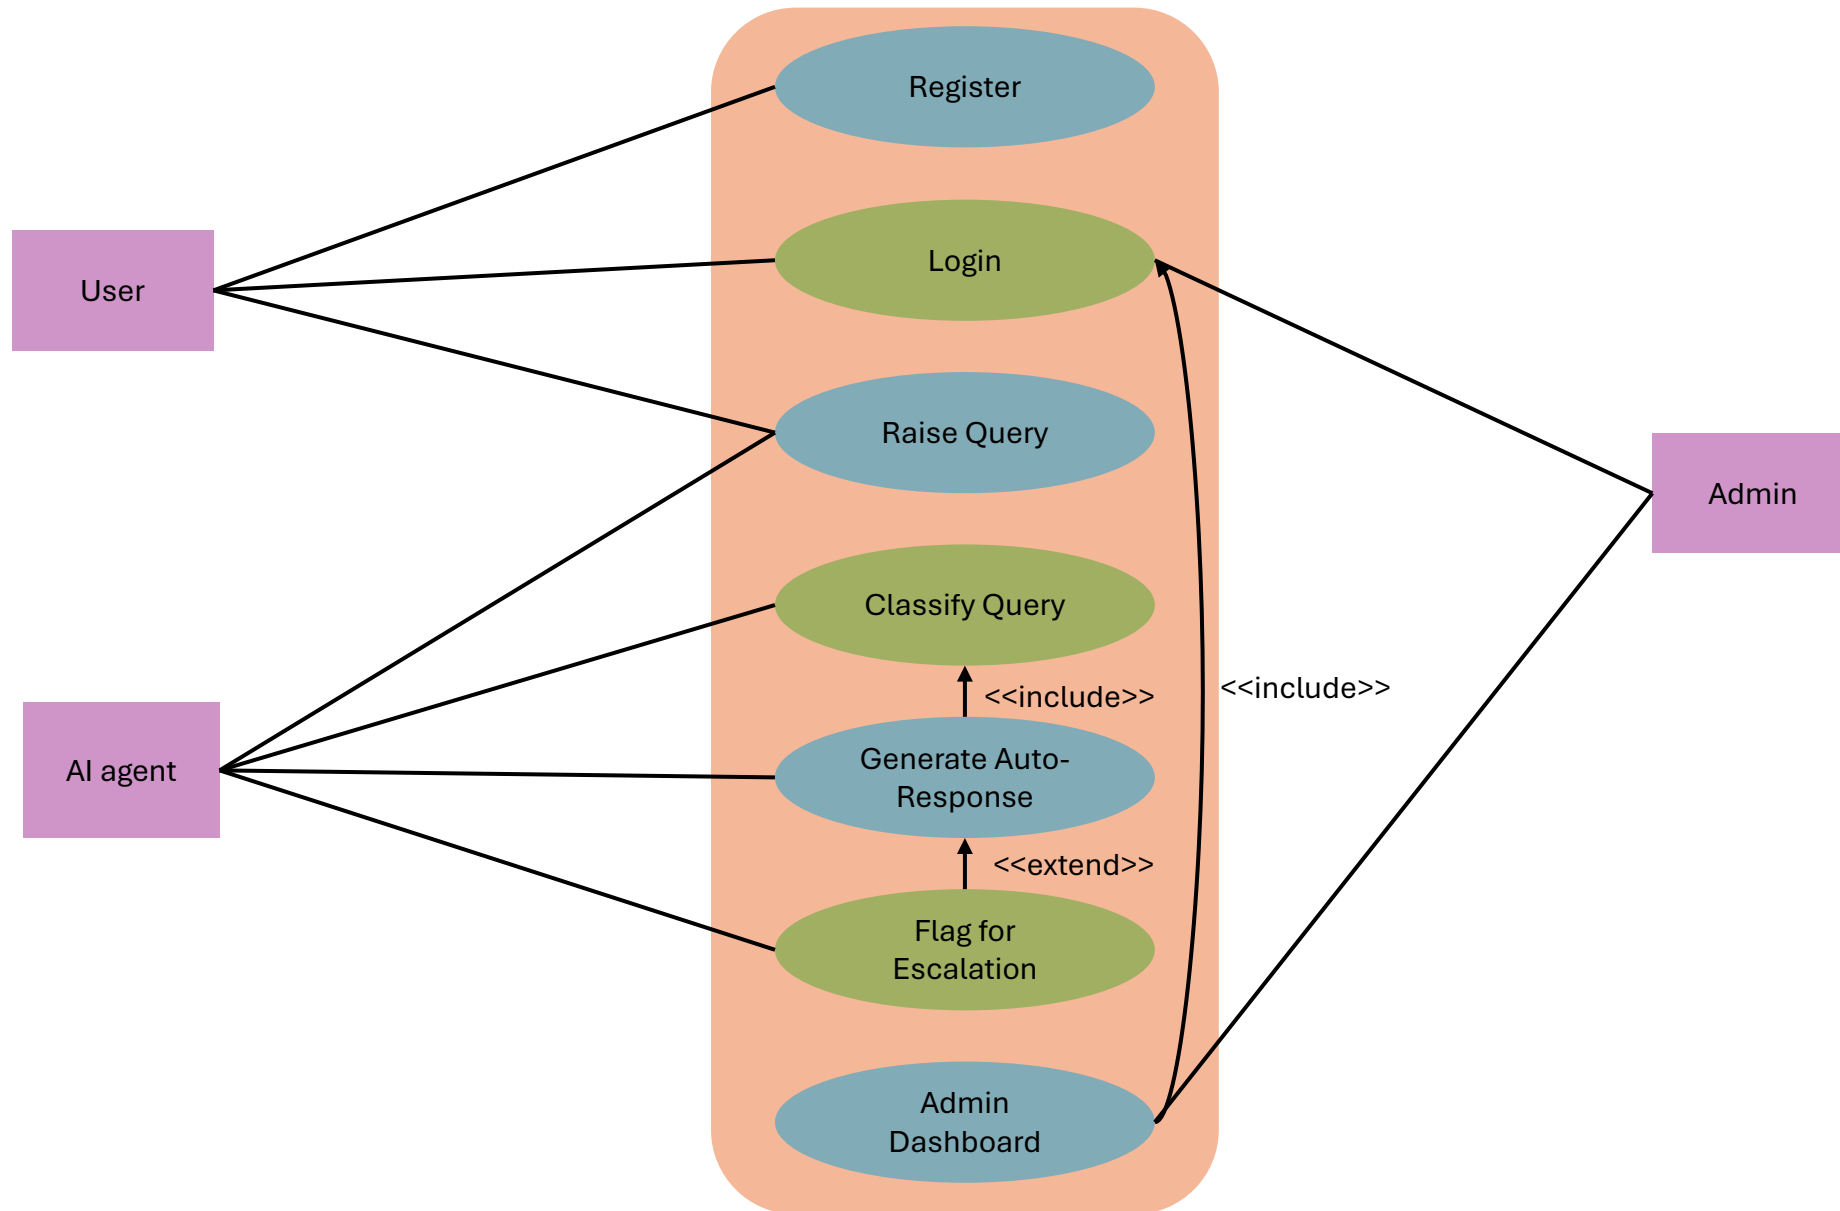 Register
Login
User
Raise Query
Admin
Classify Query
<<include>>
<<include>>
AI agent
Generate Auto-
Response
<<extend>>
Flag for
Escalation
Admin
Dashboard